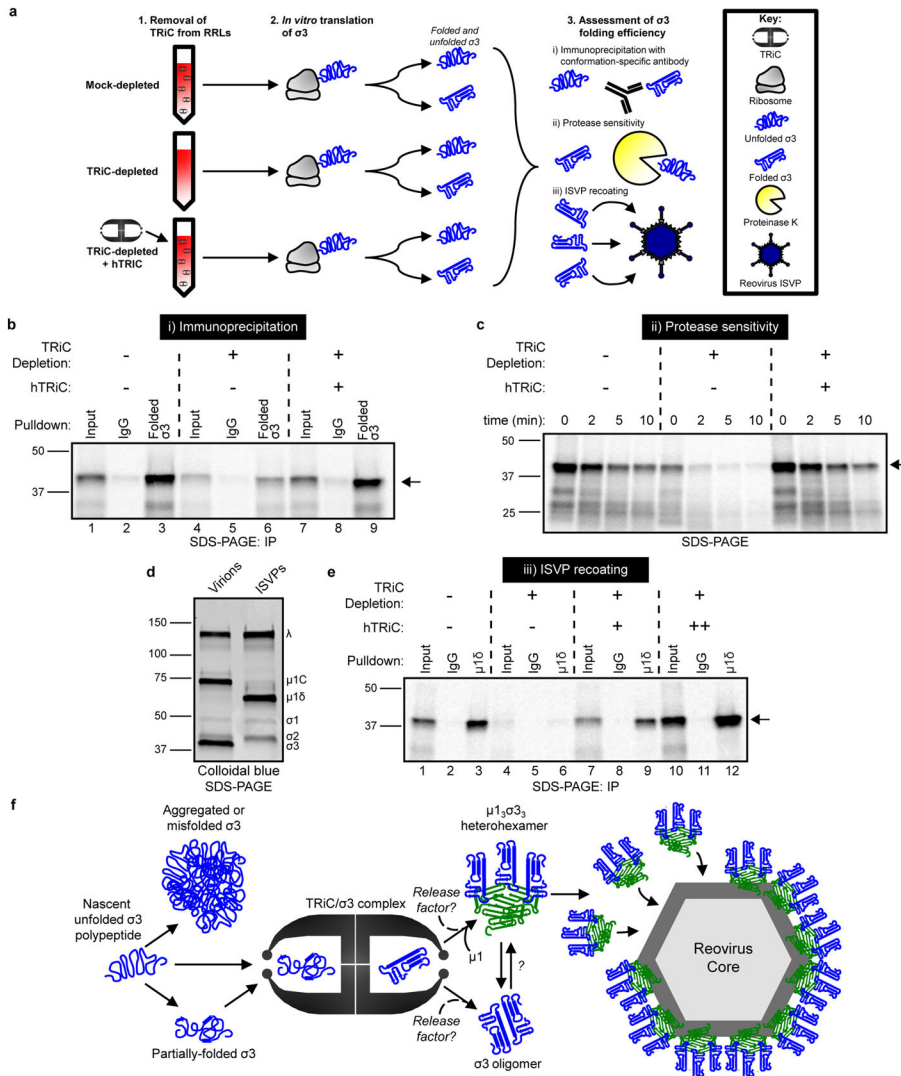 a
1. Removal of
TRiC from RRLs
2. In vitro translation
of σ3
Folded and
unfolded σ3
3. Assessment of σ3
folding efficiency
Key:
TRiC
Ribosome
Unfolded σ3
Folded σ3
Proteinase K
Reovirus ISVP
Mock-depleted
TRiC-depleted
TRiC-depleted
+ hTRIC
i) Immunoprecipitation with
conformation-specific antibody
ii) Protease sensitivity
iii) ISVP recoating
b
i) Immunoprecipitation
TRiC
Depletion: - + +
hTRiC: - - +
Pulldown: Input IgG Folded σ3 Input IgG Folded σ3 Input IgG Folded σ3
50
37
1 2 3 4 5 6 7 8 9
SDS-PAGE: IP
c
ii) Protease sensitivity
TRiC
Depletion: - + +
hTRiC: - - +
time (min): 0 2 5 10 0 2 5 10 0 2 5 10
50
37
25
SDS-PAGE
d
Virions ISVPs
150
100
75
50
37
λ
μ1C
μ1δ
σ1
σ2
σ3
Colloidal blue
SDS-PAGE
e
iii) ISVP recoating
TRiC
Depletion: - + + +
hTRiC: - - + ++
Pulldown: Input IgG μ1δ Input IgG μ1δ Input IgG μ1δ Input IgG μ1δ
50
37
1 2 3 4 5 6 7 8 9 10 11 12
SDS-PAGE: IP
f
Aggregated or
misfolded σ3
Nascent
unfolded σ3
polypeptide
Partially-folded σ3
TRiC/σ3 complex
Release
factor?
μ1
μ1₃σ3₃
heterohexamer
?
Release
factor?
σ3 oligomer
Reovirus
Core